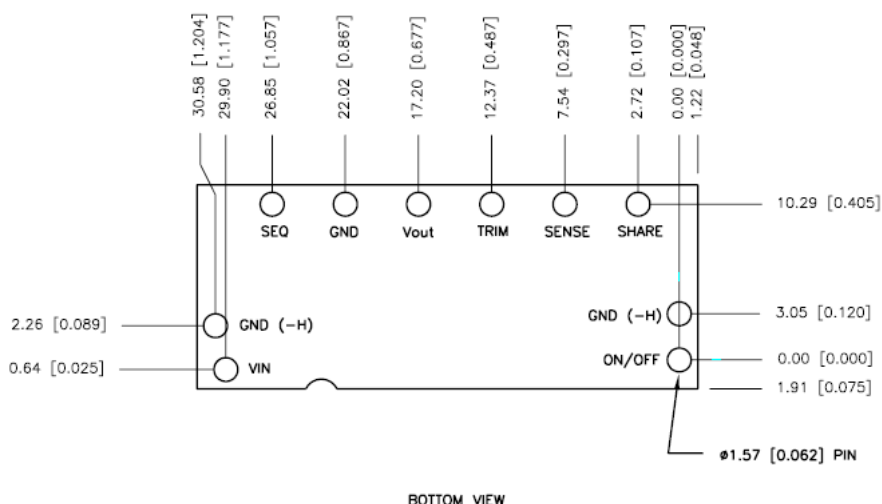 30.58 [1.204]
29.90 [1.177]
26.85 [1.057]
22.02 [0.867]
17.20 [0.677]
12.37 [0.487]
7.54 [0.297]
2.72 [0.107]
0.00 [0.000]
1.22 [0.048]
SEQ
GND
Vout
TRIM
SENSE
SHARE
10.29 [0.405]
2.26 [0.089]
GND (-H)
GND (-H)
3.05 [0.120]
0.64 [0.025]
VIN
ON/OFF
0.00 [0.000]
1.91 [0.075]
ø1.57 [0.062] PIN
BOTTOM VIEW